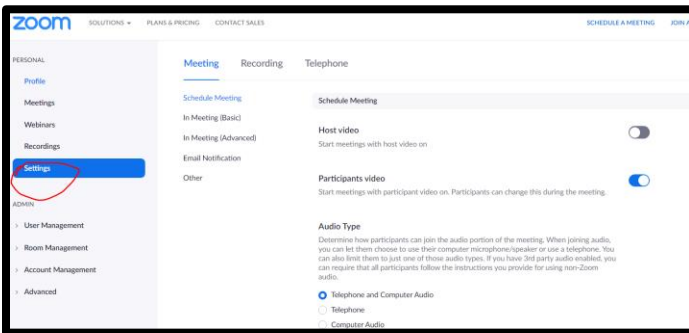 zoom SOLUTIONS PLANS & PRICING CONTACT SALES SCHEDULE A MEETING JOIN A
PERSONAL
Profile
Meetings
Webinars
Recordings
Settings
ADMIN
User Management
Room Management
Account Management
Advanced
Meeting Recording Telephone
Schedule Meeting
In Meeting (Basic)
In Meeting (Advanced)
Email Notification
Other
Schedule Meeting
Host video
Start meetings with host video on
Participants video
Start meetings with participant video on. Participants can change this during the meeting.
Audio Type
Determine how participants can join the audio portion of the meeting. When joining audio,
you can let them choose to use their computer microphone/speaker or use a telephone. You
can also limit them to just one of those audio types. If you have 3rd party audio enabled, you
can require that all participants follow the instructions you provide for using non-Zoom
audio.
Telephone and Computer Audio
Telephone
Computer Audio